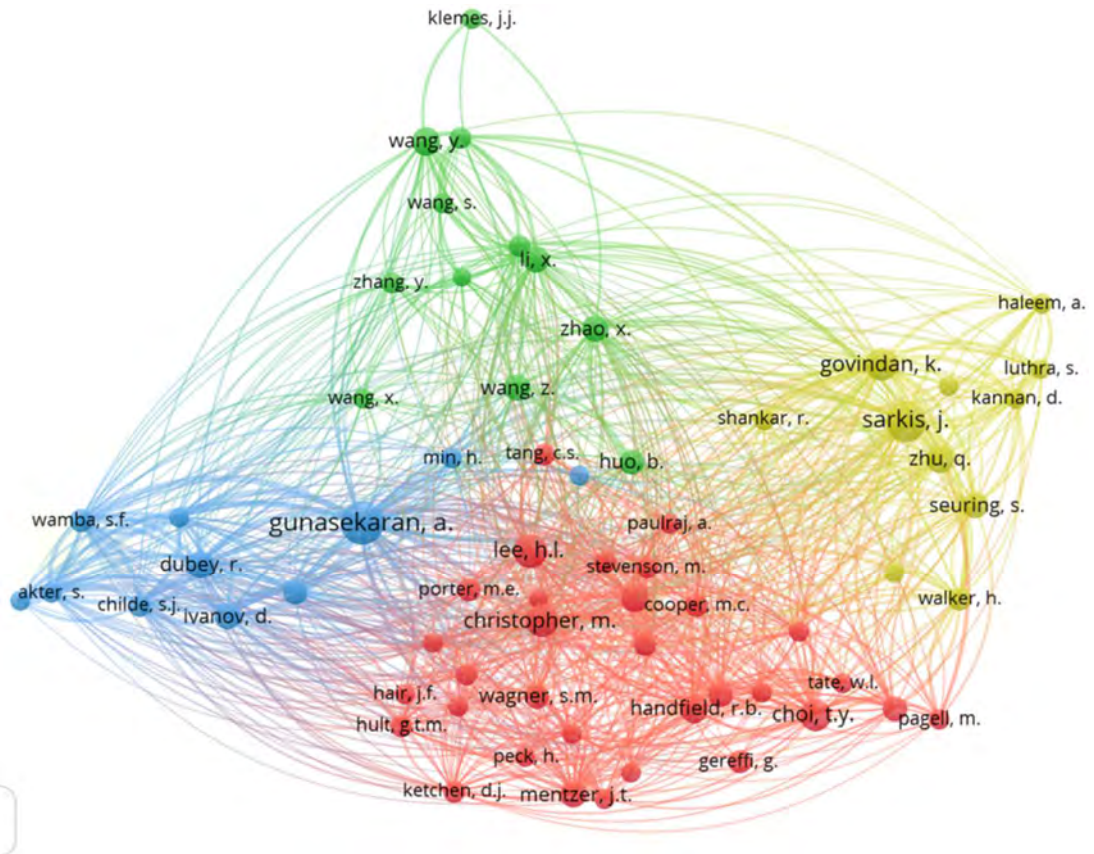 klemes, j.j.
wang, y.
wang, s.
li, x.
zhang, y.
haleem, a.
zhao, x.
govindan, k.
luthra, s.
wang, z.
wang, x.
kannan, d.
shankar, r.
sarkis, j.
min, h.
tang, c.s.
huo, b.
zhu, q.
seuring, s.
wamba, s.f.
gunasekaran, a.
paulraj, a.
lee, h.l.
dubey, r.
stevenson, m.
akter, s.
childe, s.j.
porter, m.e.
cooper, m.c.
walker, h.
ivanov, d.
christopher, m.
hair, j.f.
wagner, s.m.
tate, w.l.
handfield, r.b.
choi, t.y.
pagell, m.
hult, g.t.m.
peck, h.
gereffi, g.
ketchen, d.j.
mentzer, j.t.